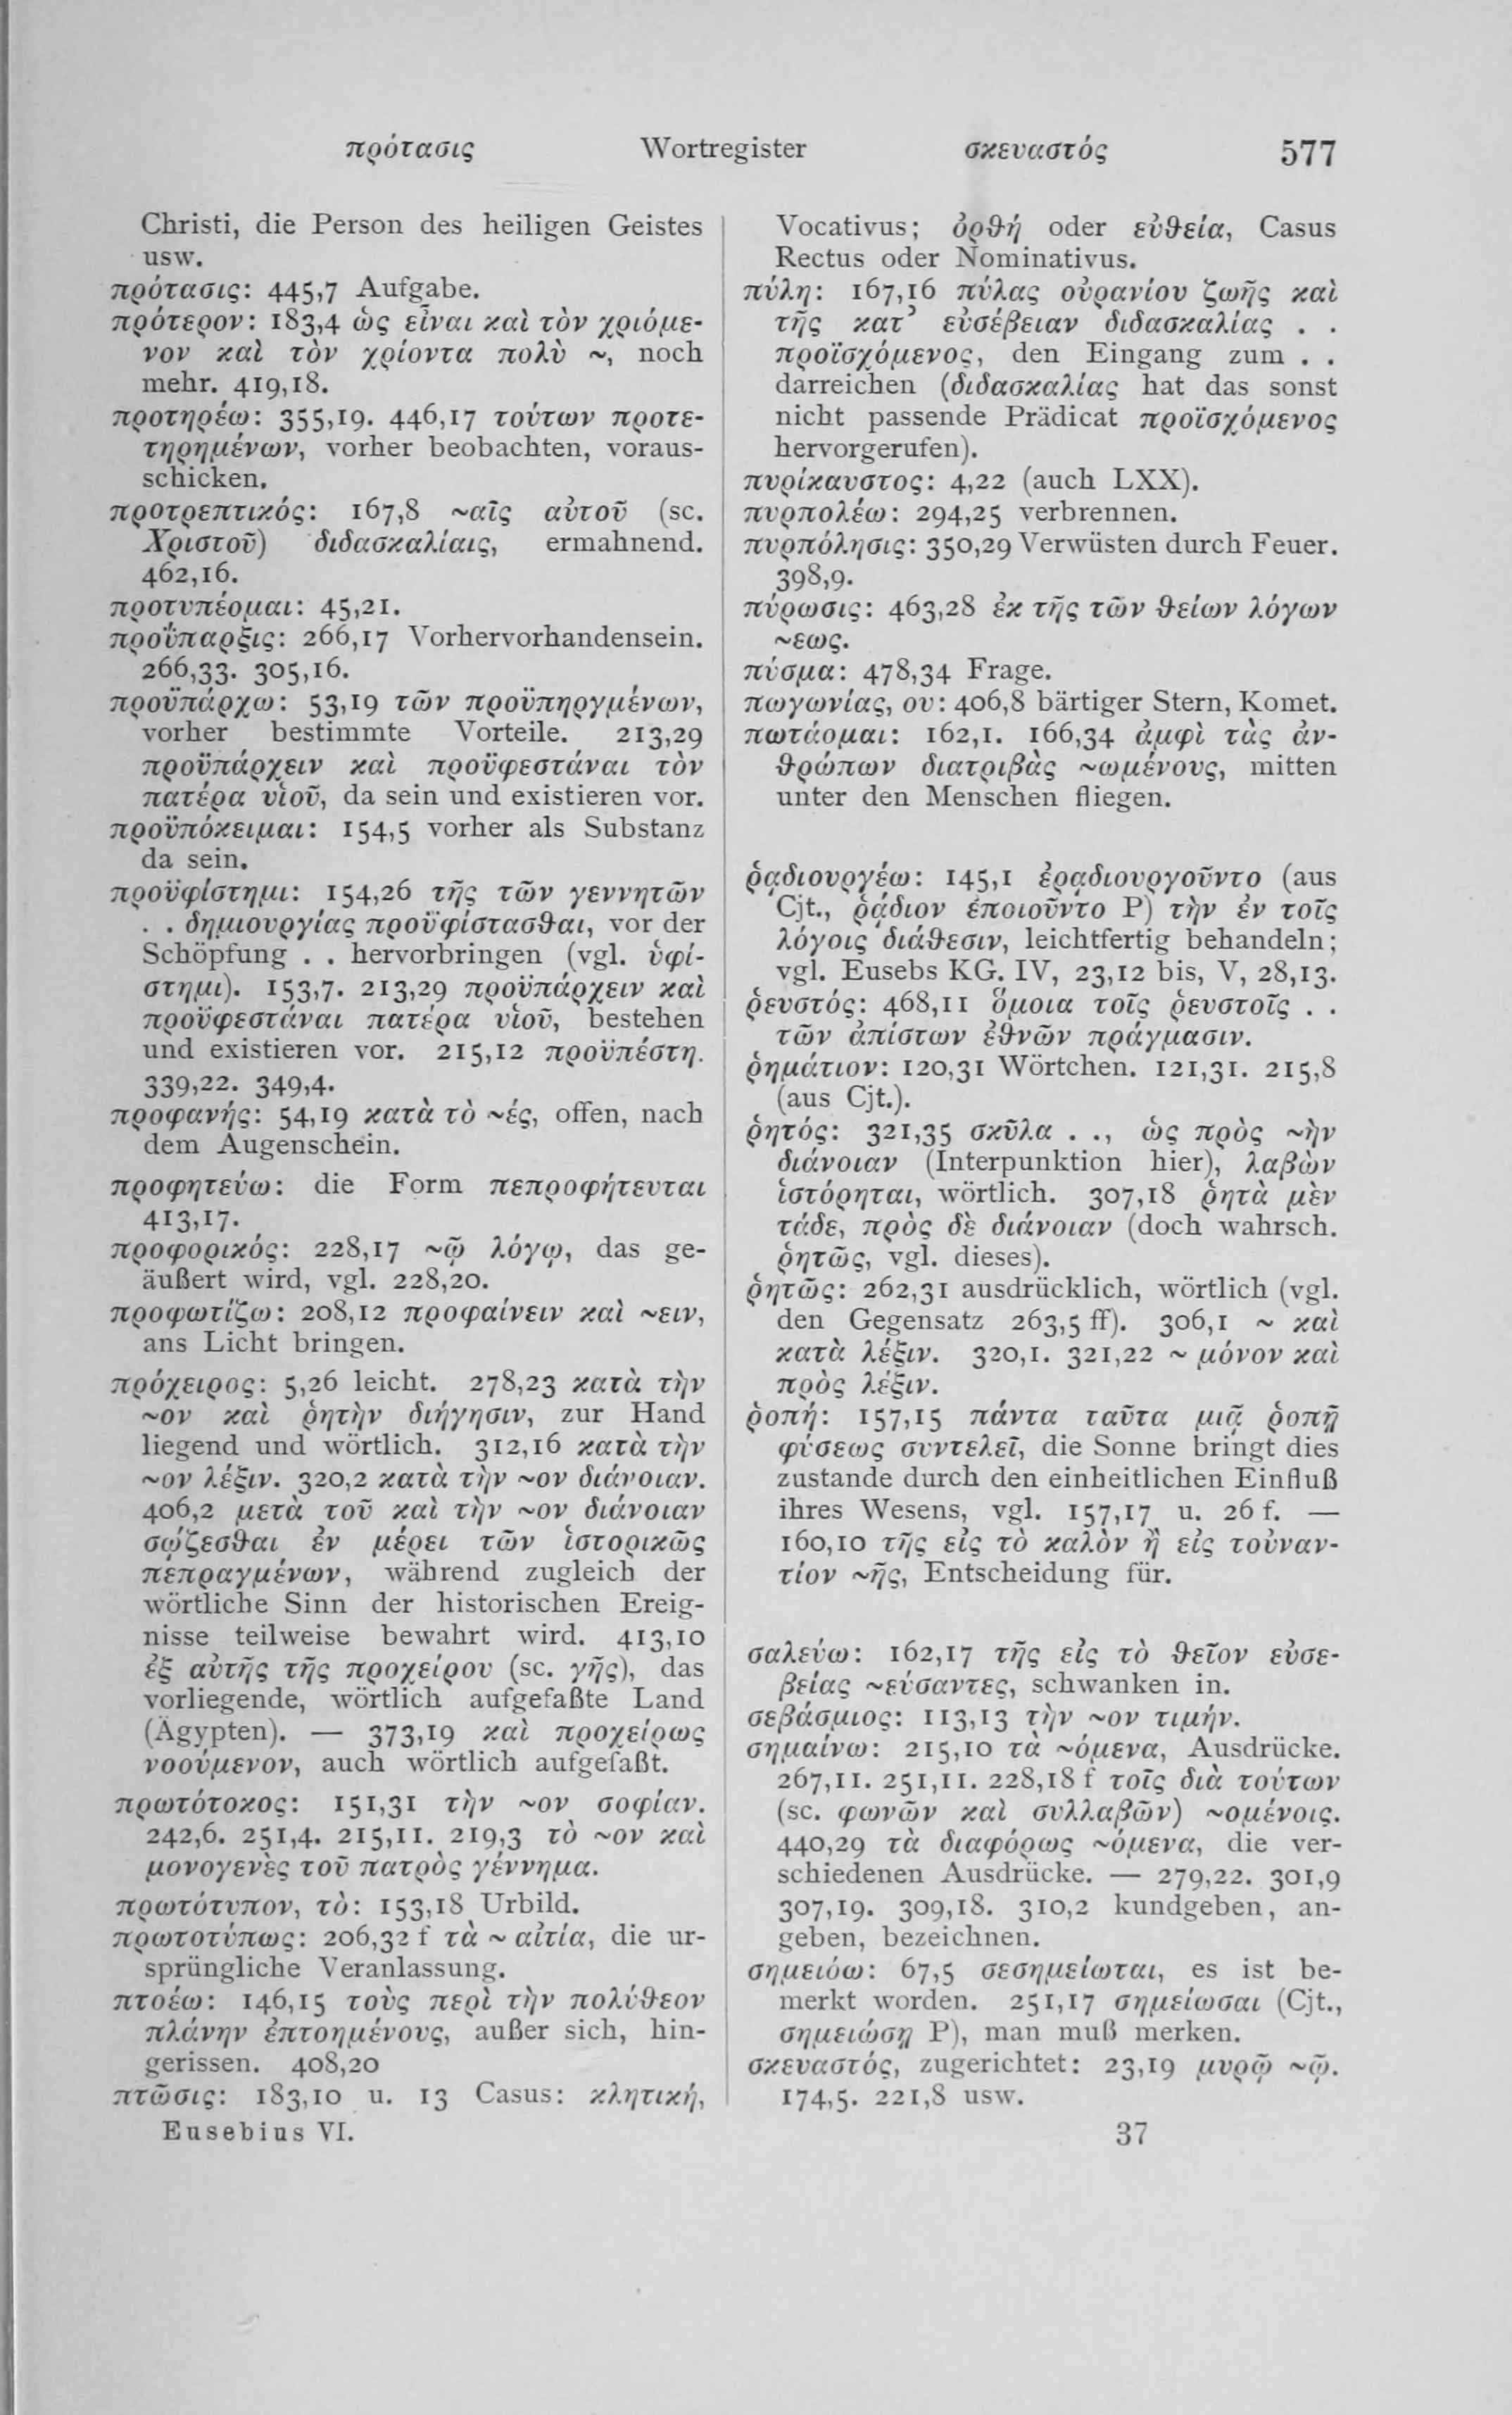 πρότασις Wortregister σκευαστός 577
Christi, die Person des heiligen Geistes
usw.
πρότασις: 445,7 Aufgabe.
πρότερον: 183,4 ὡς εἶναι καὶ τὸν χριόμε-
νον καὶ τὸν χρίοντα πολὺ ~, noch
mehr. 419,18.
προτηρέω: 355,19. 446,17 τούτων προτε-
τηρημένων, vorher beobachten, voraus-
schicken.
προτρεπτικός: 167,8 ~αῖς αὐτοῦ (sc.
Χριστοῦ) διδασκαλίαις, ermahnend.
462,16.
προτυπέομαι: 45,21.
προΰπαρξις: 266,17 Vorhervorhandensein.
266,33. 305,16.
προϋπάρχω: 53,19 τῶν προϋπηργμένων,
vorher bestimmte Vorteile. 213,29
προϋπάρχειν καὶ προϋφεστάναι τὸν
πατέρα υἱοῦ, da sein und existieren vor.
προϋπόκειμαι: 154,5 vorher als Substanz
da sein.
προϋφίστημι: 154,26 τῆς τῶν γεννητῶν
. . δημιουργίας προϋφίστασθαι, vor der
Schöpfung . . hervorbringen (vgl. ὑφί-
στημι). 153,7. 213,29 προϋπάρχειν καὶ
προϋφεστάναι πατέρα υἱοῦ, bestehen
und existieren vor. 215,12 προϋπέστη.
339,22. 349,4.
προφανής: 54,19 κατὰ τὸ ~ές, offen, nach
dem Augenschein.
προφητεύω: die Form πεπροφήτευται
413,17.
προφορικός: 228,17 ~ῷ λόγῳ, das ge-
äußert wird, vgl. 228,20.
προφωτίζω: 208,12 προφαίνειν καὶ ~ειν,
ans Licht bringen.
πρόχειρος: 5,26 leicht. 278,23 κατὰ τὴν
~ον καὶ ῥητὴν διήγησιν, zur Hand
liegend und wörtlich. 312,16 κατὰ τὴν
~ον λέξιν. 320,2 κατὰ τὴν ~ον διάνοιαν.
406,2 μετὰ τοῦ καὶ τὴν ~ον διάνοιαν
σῴζεσθαι ἐν μέρει τῶν ἱστορικῶς
πεπραγμένων, während zugleich der
wörtliche Sinn der historischen Ereig-
nisse teilweise bewahrt wird. 413,10
ἐξ αὐτῆς τῆς προχείρου (sc. γῆς), das
vorliegende, wörtlich aufgefaßte Land
(Ägypten). — 373,19 καὶ προχείρως
νοούμενον, auch wörtlich aufgefaßt.
πρωτότοκος: 151,31 τὴν ~ον σοφίαν.
242,6. 251,4. 215,11. 219,3 τὸ ~ον καὶ
μονογενὲς τοῦ πατρὸς γέννημα.
πρωτότυπον, τὸ: 153,18 Urbild.
πρωτοτύπως: 206,32 f τὰ ~ αἰτία, die ur-
sprüngliche Veranlassung.
πτοέω: 146,15 τοὺς περὶ τὴν πολύθεον
πλάνην ἐπτοημένους, außer sich, hin-
gerissen. 408,20
πτῶσις: 183,10 u. 13 Casus: κλητική,
Eusebius VI.
Vocativus; ὀρθή oder εὐθεία, Casus
Rectus oder Nominativus.
πύλη: 167,16 πύλας οὐρανίου ζωῆς καὶ
τῆς κατ’ εὐσέβειαν διδασκαλίας . .
προϊσχόμενος, den Eingang zum . .
darreichen (διδασκαλίας hat das sonst
nicht passende Prädicat προϊσχόμενος
hervorgerufen).
πυρίκαυστος: 4,22 (auch LXX).
πυρπολέω: 294,25 verbrennen.
πυρπόλησις: 350,29 Verwüsten durch Feuer.
398,9.
πύρωσις: 463,28 ἐκ τῆς τῶν θείων λόγων
~εως.
πύσμα: 478,34 Frage.
πωγωνίας, ου: 406,8 bärtiger Stern, Komet.
πωτάομαι: 162,1. 166,34 ἀμφὶ τὰς ἀν-
θρώπων διατριβὰς ~ωμένους, mitten
unter den Menschen fliegen.
ῥᾳδιουργέω: 145,1 ἐρᾳδιουργοῦντο (aus
Cjt., ῥᾴδιον ἐποιοῦντο P) τὴν ἐν τοῖς
λόγοις διάθεσιν, leichtfertig behandeln;
vgl. Eusebs KG. IV, 23,12 bis, V, 28,13.
ῥευστός: 468,11 ὅμοια τοῖς ῥευστοῖς . .
τῶν ἀπίστων ἐθνῶν πράγμασιν.
ῥημάτιον: 120,31 Wörtchen. 121,31. 215,8
(aus Cjt.).
ῥητός: 321,35 σκῦλα . ., ὡς πρὸς ~ὴν
διάνοιαν (Interpunktion hier), λαβὼν
ἱστόρηται, wörtlich. 307,18 ῥητὰ μὲν
τάδε, πρὸς δὲ διάνοιαν (doch wahrsch.
ῥητῶς, vgl. dieses).
ῥητῶς: 262,31 ausdrücklich, wörtlich (vgl.
den Gegensatz 263,5 ff). 306,1 ~ καὶ
κατὰ λέξιν. 320,1. 321,22 ~ μόνον καὶ
πρὸς λέξιν.
ῥοπή: 157,15 πάντα ταῦτα μιᾷ ῥοπῇ
φύσεως συντελεῖ, die Sonne bringt dies
zustande durch den einheitlichen Einfluß
ihres Wesens, vgl. 157,17 u. 26 f. —
160,10 τῆς εἰς τὸ καλὸν ἢ εἰς τοὐναν-
τίον ~ῆς, Entscheidung für.
σαλεύω: 162,17 τῆς εἰς τὸ θεῖον εὐσε-
βείας ~εύσαντες, schwanken in.
σεβάσμιος: 113,13 τὴν ~ον τιμήν.
σημαίνω: 215,10 τὰ ~όμενα, Ausdrücke.
267,11. 251,11. 228,18 f τοῖς διὰ τούτων
(sc. φωνῶν καὶ συλλαβῶν) ~ομένοις.
440,29 τὰ διαφόρως ~όμενα, die ver-
schiedenen Ausdrücke. — 279,22. 301,9
307,19. 309,18. 310,2 kundgeben, an-
geben, bezeichnen.
σημειόω: 67,5 σεσημείωται, es ist be-
merkt worden. 251,17 σημείωσαι (Cjt.,
σημειώσῃ P), man muß merken.
σκευαστός, zugerichtet: 23,19 μυρῷ ~ῷ.
174,5. 221,8 usw.
37